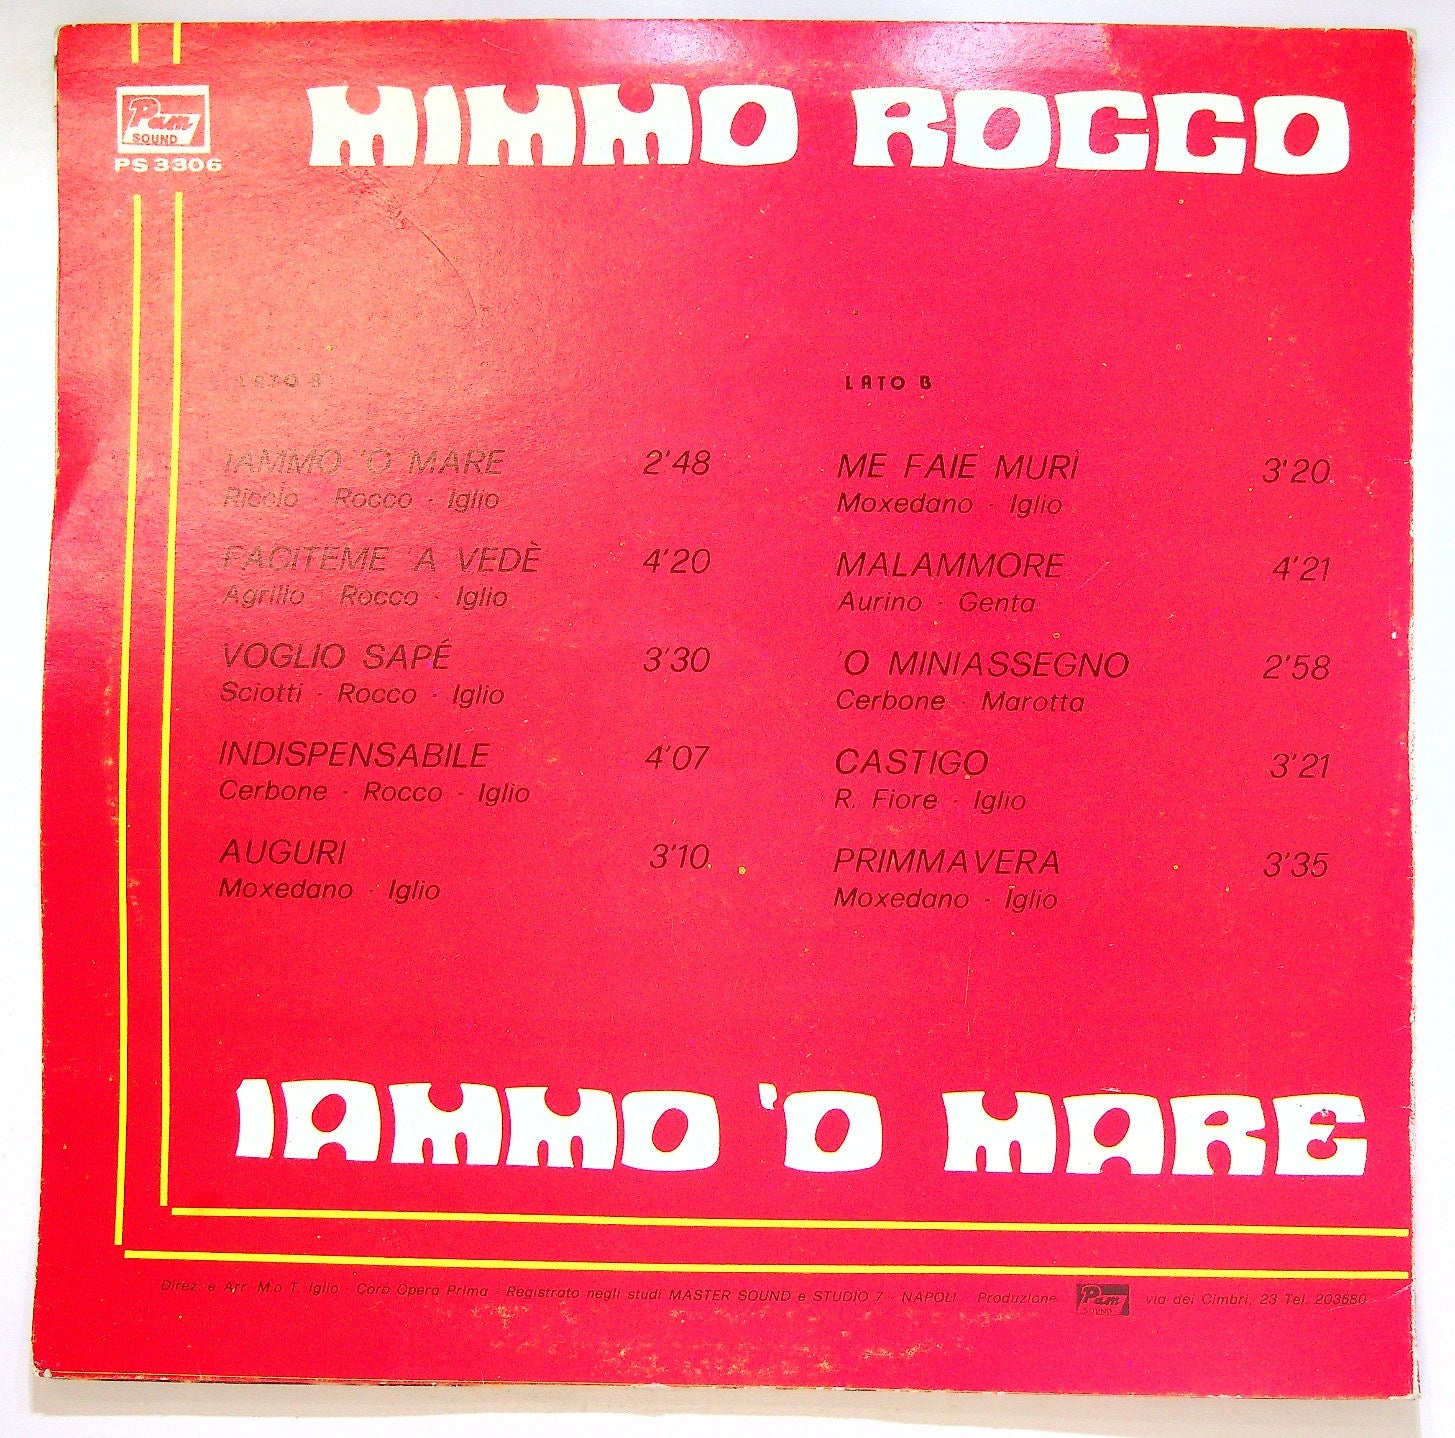 Pam
SOUND
PS 3306
MIMMO ROCCO
LATO A
IAMMO 'O MARE 2'48
Riccio - Rocco - Iglio
FACITEME 'A VEDÈ 4'20
Agrillo - Rocco - Iglio
VOGLIO SAPÉ 3'30
Sciotti - Rocco - Iglio
INDISPENSABILE 4'07
Cerbone - Rocco - Iglio
AUGURI 3'10
Moxedano - Iglio
LATO B
ME FAIE MURÌ 3'20
Moxedano - Iglio
MALAMMORE 4'21
Aurino - Genta
'O MINIASSEGNO 2'58
Cerbone - Marotta
CASTIGO 3'21
R. Fiore - Iglio
PRIMMAVERA 3'35
Moxedano - Iglio
IAMMO 'O MARE
Direz. e Arr. M.o T. Iglio - Coro Opera Prima - Registrato negli studi MASTER SOUND e STUDIO 7 - NAPOLI - Produzione Pam SOUND via dei Cimbri, 23 Tel. 203680